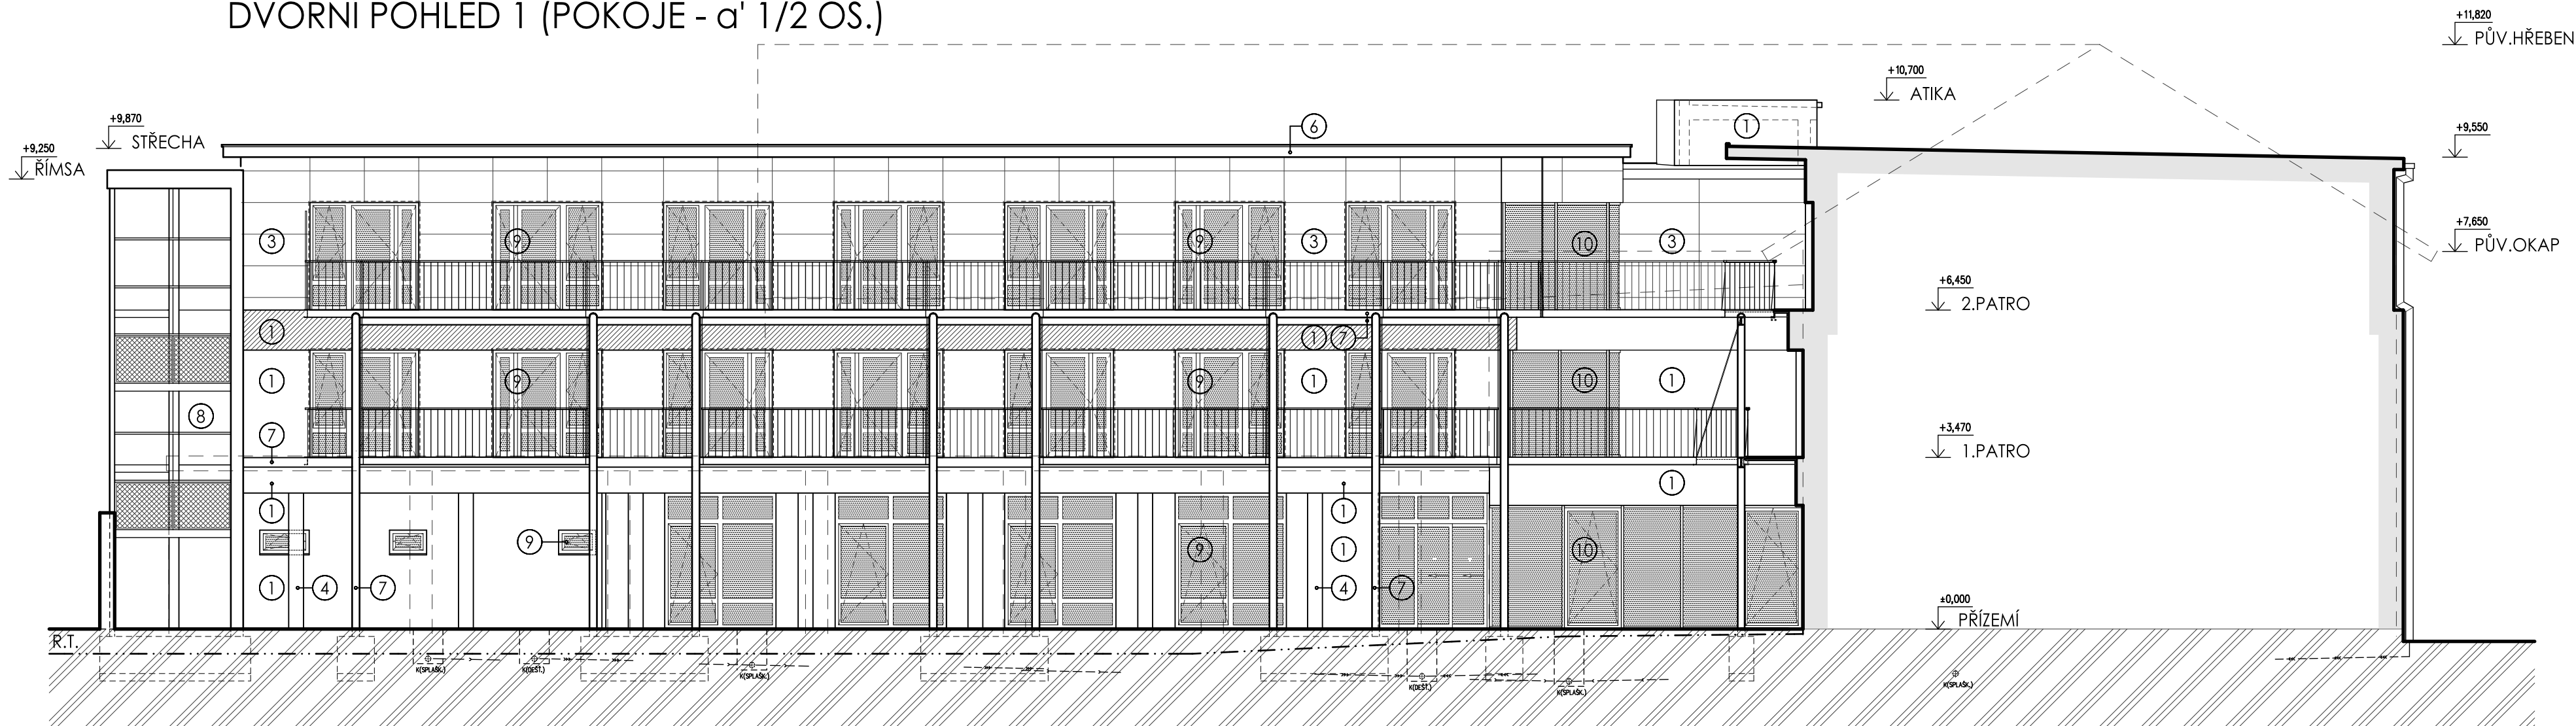 DVORNÍ POHLED 1 (POKOJE - a' 1/2 OS.)
+11,820
PŮV.HŘEBEN
+10,700
ATIKA
+9,870
STŘECHA
+9,250
ŘÍMSA
6
1
+9,550
3
9
9
3
10
3
+7,650
PŮV.OKAP
+6,450
2.PATRO
1
1
7
1
9
9
1
10
1
8
7
+3,470
1.PATRO
1
1
1
9
1
9
10
1
4
7
4
7
±0,000
PŘÍZEMÍ
R.T.
K(SPLAŠK.)
K(DEŠŤ.)
K(SPLAŠK.)
K(DEŠŤ.)
K(SPLAŠK.)
K(SPLAŠK.)